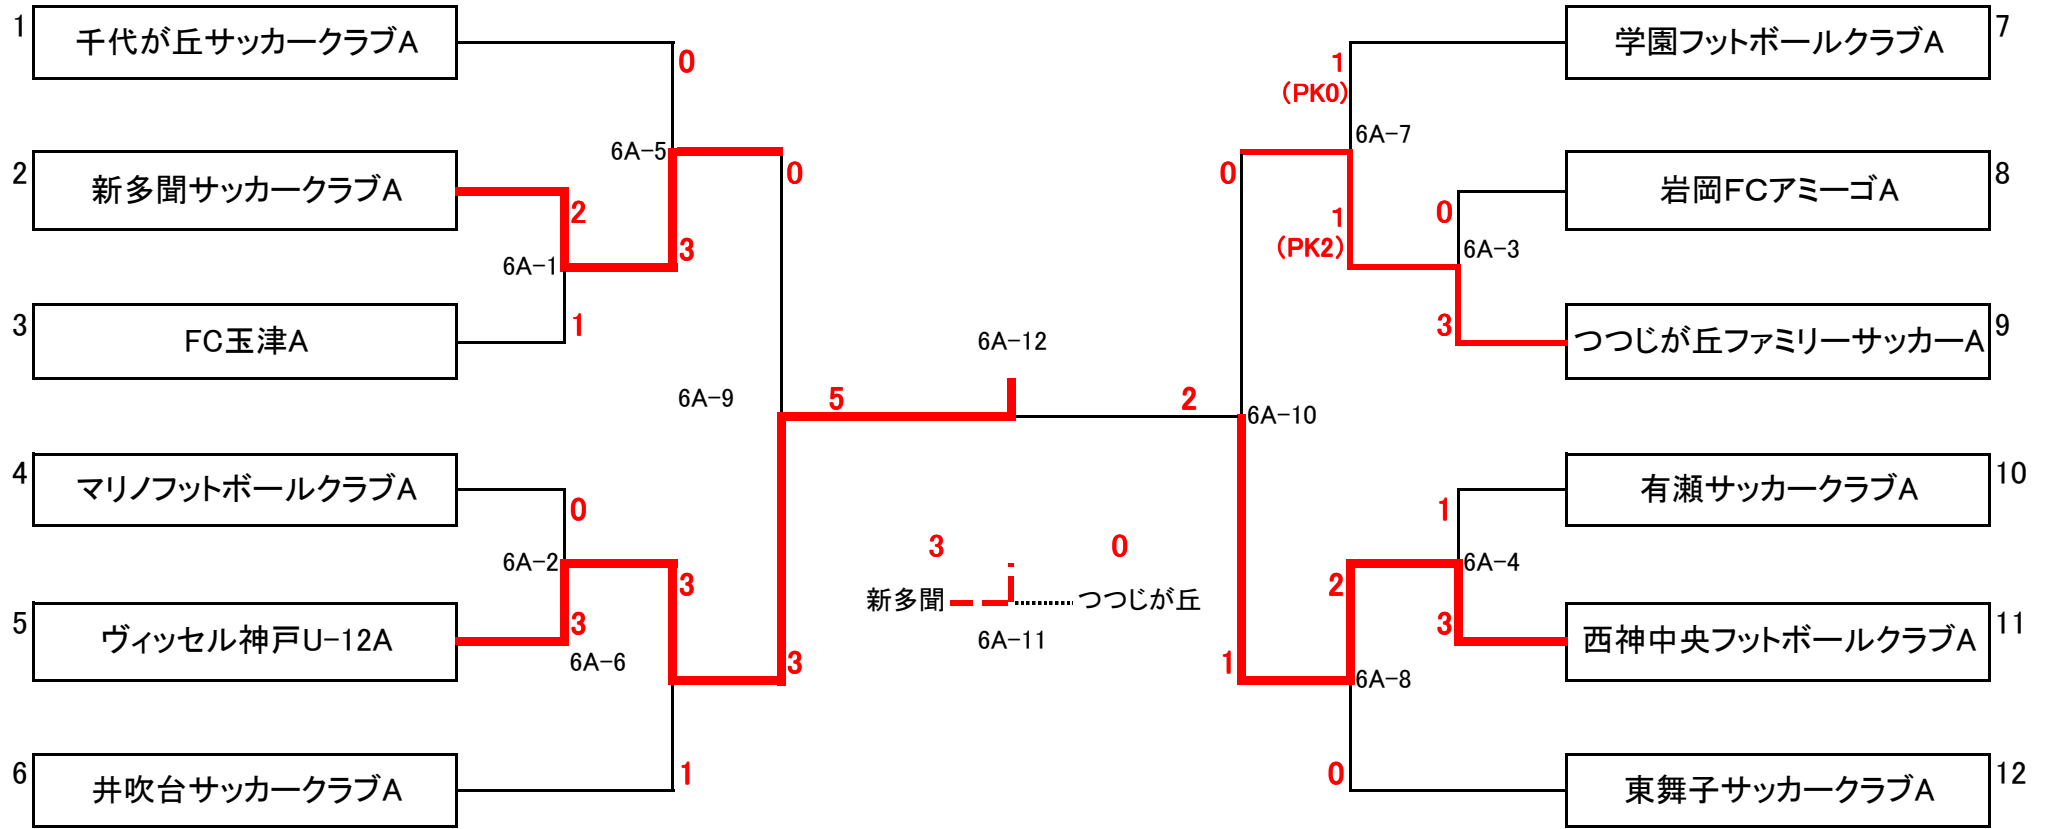 1
千代が丘サッカークラブA
0
6A-5
2
新多聞サッカークラブA
2
0
3
6A-1
3
FC玉津A
1
6A-9
4
マリノフットボールクラブA
0
6A-2
3
5
ヴィッセル神戸U-12A
3
6A-6
3
6
井吹台サッカークラブA
1
6A-12
5
2
3
0
新多聞
つつじが丘
6A-11
7
学園フットボールクラブA
1
(PK0)
6A-7
0
8
岩岡FCアミーゴA
0
1
(PK2)
6A-3
9
つつじが丘ファミリーサッカーA
3
6A-10
10
有瀬サッカークラブA
1
6A-4
2
11
西神中央フットボールクラブA
3
1
6A-8
12
東舞子サッカークラブA
0